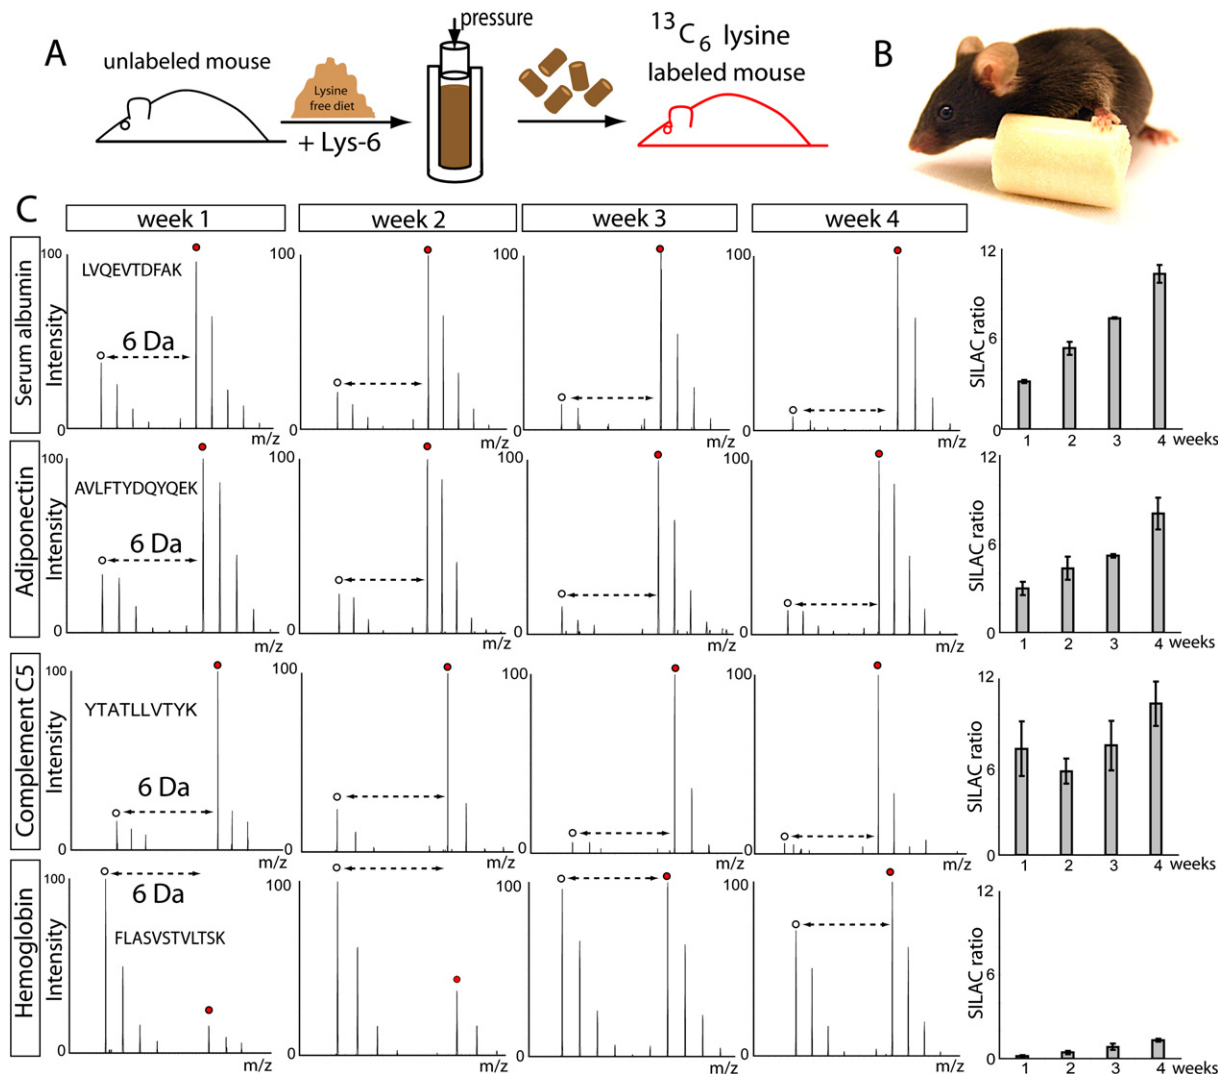 A
unlabeled mouse
Lysine
free diet
+ Lys-6
pressure
¹³C₆ lysine
labeled mouse
B
C
week 1
week 2
week 3
week 4
Serum albumin
Intensity
100
0
LVQEVTDFAK
6 Da
m/z
100
0
m/z
100
0
m/z
100
0
m/z
SILAC ratio
12
6
0
1 2 3 4 weeks
Adiponectin
Intensity
100
0
AVLFTYDQYQEK
6 Da
m/z
100
0
m/z
100
0
m/z
100
0
m/z
SILAC ratio
12
6
0
1 2 3 4 weeks
Complement C5
Intensity
100
0
YTATLLVTYK
6 Da
m/z
100
0
m/z
100
0
m/z
100
0
m/z
SILAC ratio
12
6
0
1 2 3 4 weeks
Hemoglobin
Intensity
100
0
6 Da
FLASVSTVLTSK
m/z
100
0
m/z
100
0
m/z
100
0
m/z
SILAC ratio
12
6
0
1 2 3 4 weeks